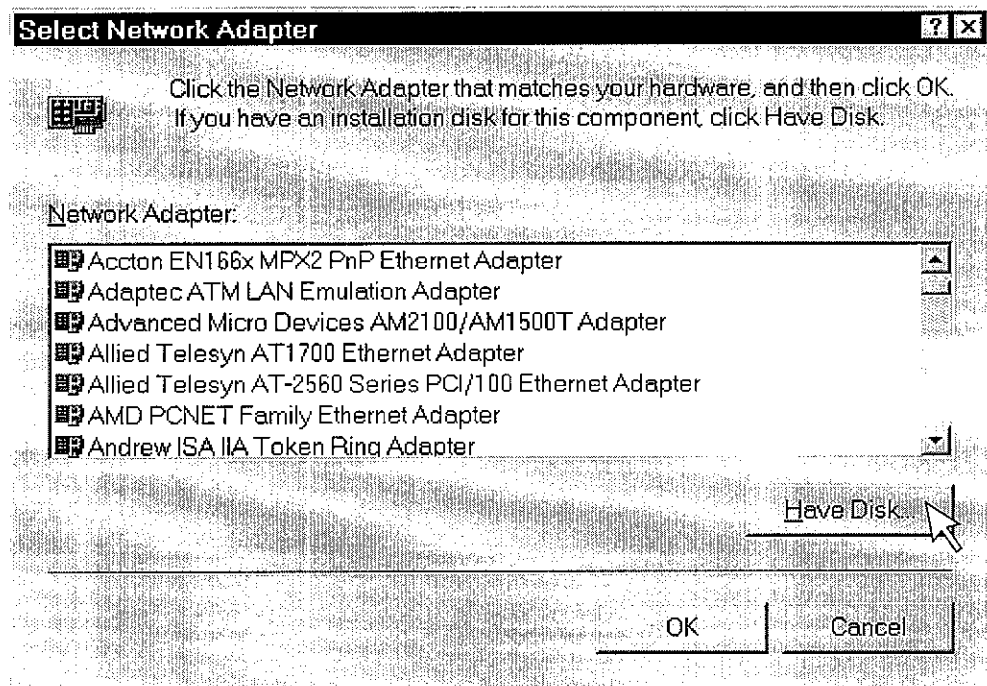 Select Network Adapter
Click the Network Adapter that matches your hardware, and then click OK.
If you have an installation disk for this component, click Have Disk.
Network Adapter:
Accton EN166x MPX2 PnP Ethernet Adapter
Adaptec ATM LAN Emulation Adapter
Advanced Micro Devices AM2100/AM1500T Adapter
Allied Telesyn AT1700 Ethernet Adapter
Allied Telesyn AT-2560 Series PCI/100 Ethernet Adapter
AMD PCNET Family Ethernet Adapter
Andrew ISA IIA Token Ring Adapter
Have Disk...
OK
Cancel